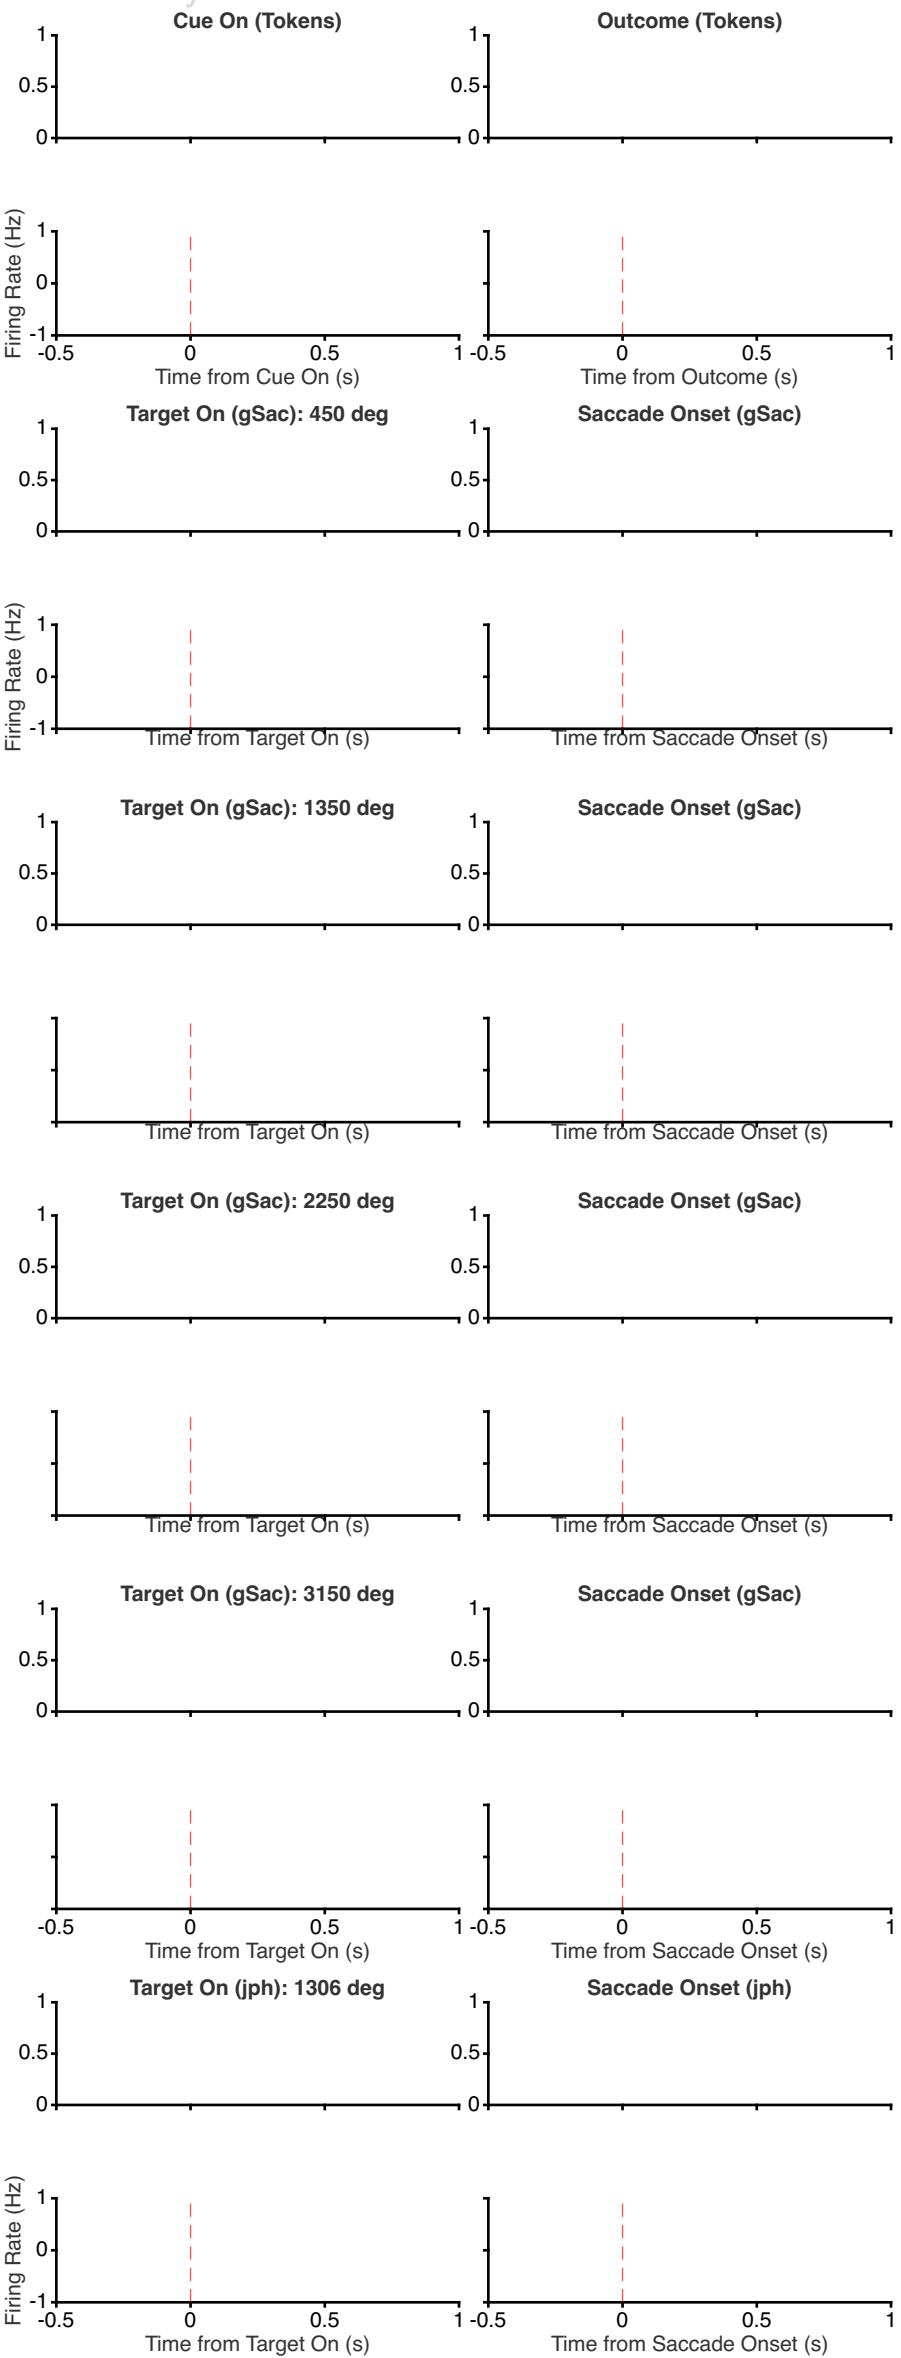 Cue On (Tokens) Outcome (Tokens)
1 1
0.5 0.5
0 0
Firing Rate (Hz)
1
0
-1
-0.5 0 0.5 1 -0.5 0 0.5 1
Time from Cue On (s) Time from Outcome (s)
Target On (gSac): 450 deg Saccade Onset (gSac)
1 1
0.5 0.5
0 0
Firing Rate (Hz)
1
0
-1
Time from Target On (s) Time from Saccade Onset (s)
Target On (gSac): 1350 deg Saccade Onset (gSac)
1 1
0.5 0.5
0 0
Time from Target On (s) Time from Saccade Onset (s)
Target On (gSac): 2250 deg Saccade Onset (gSac)
1 1
0.5 0.5
0 0
Time from Target On (s) Time from Saccade Onset (s)
Target On (gSac): 3150 deg Saccade Onset (gSac)
1 1
0.5 0.5
0 0
-0.5 0 0.5 1 -0.5 0 0.5 1
Time from Target On (s) Time from Saccade Onset (s)
Target On (jph): 1306 deg Saccade Onset (jph)
1 1
0.5 0.5
0 0
Firing Rate (Hz)
1
0
-1
-0.5 0 0.5 1 -0.5 0 0.5 1
Time from Target On (s) Time from Saccade Onset (s)